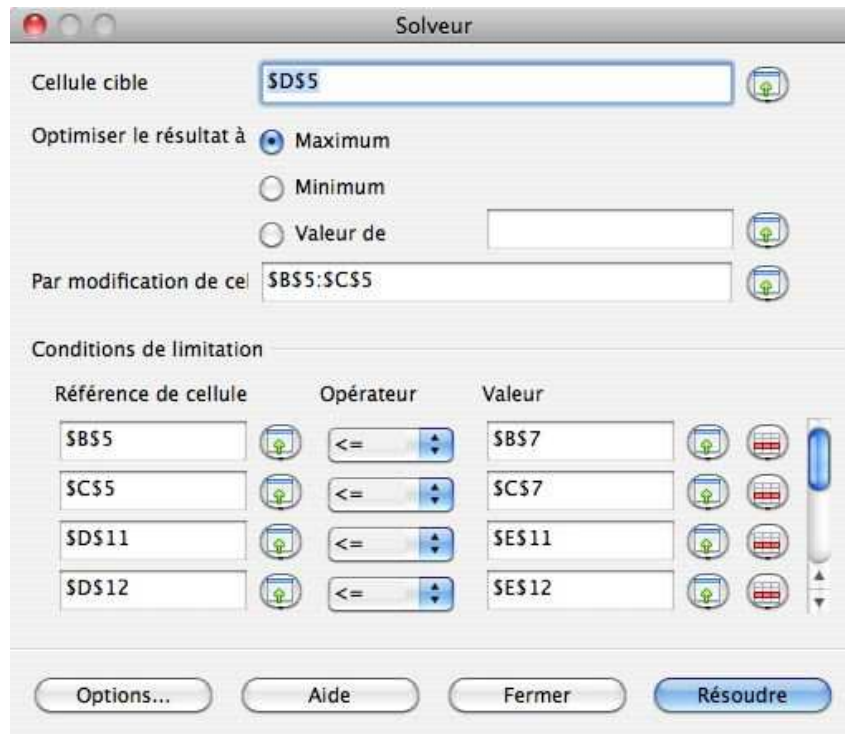 Solveur
Cellule cible $D$5
Optimiser le résultat à Maximum
Minimum
Valeur de
Par modification de cel $B$5:$C$5
Conditions de limitation
Référence de cellule Opérateur Valeur
$B$5 <= $B$7
$C$5 <= $C$7
$D$11 <= $E$11
$D$12 <= $E$12
Options... Aide Fermer Résoudre